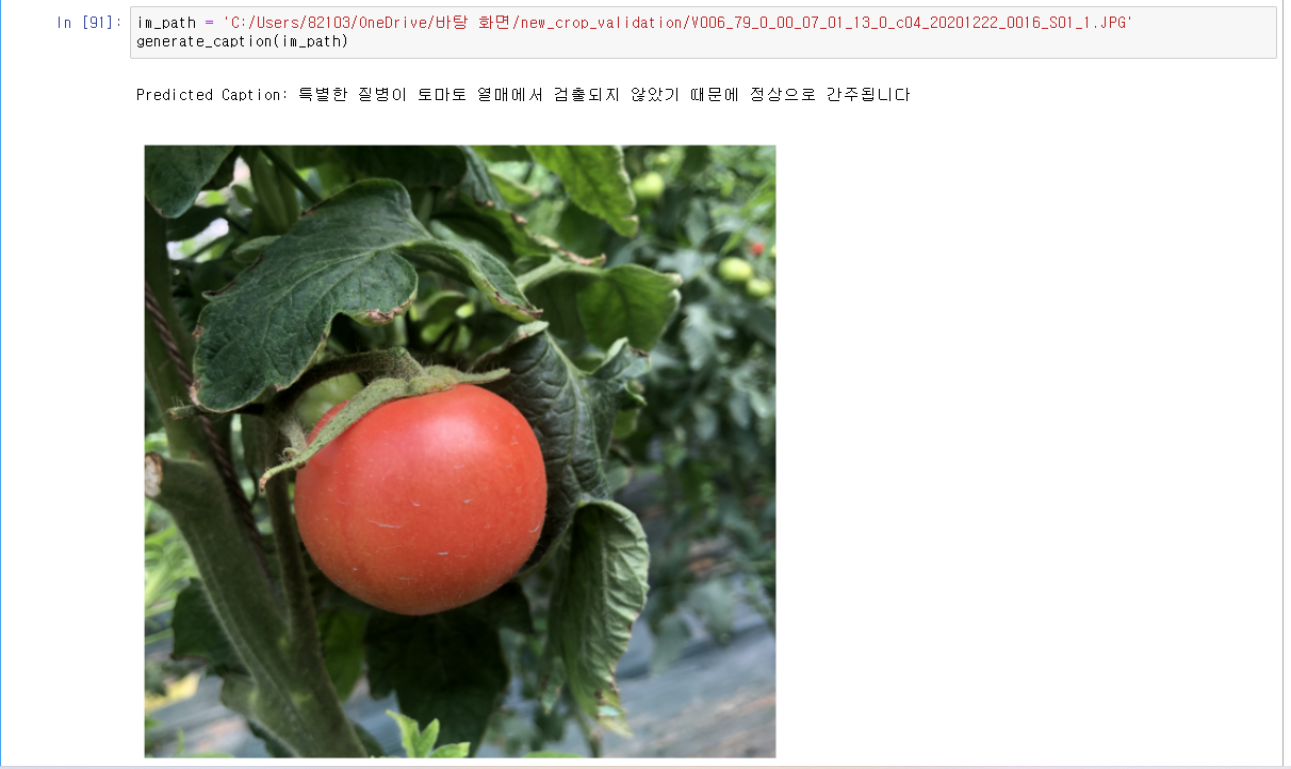 In [91]: im_path = 'C:/Users/82103/OneDrive/바탕 화면/new_crop_validation/V006_79_0_00_07_01_13_0_c04_20201222_0016_S01_1.JPG'
generate_caption(im_path)
Predicted Caption: 특별한 질병이 토마토 열매에서 검출되지 않았기 때문에 정상으로 간주됩니다